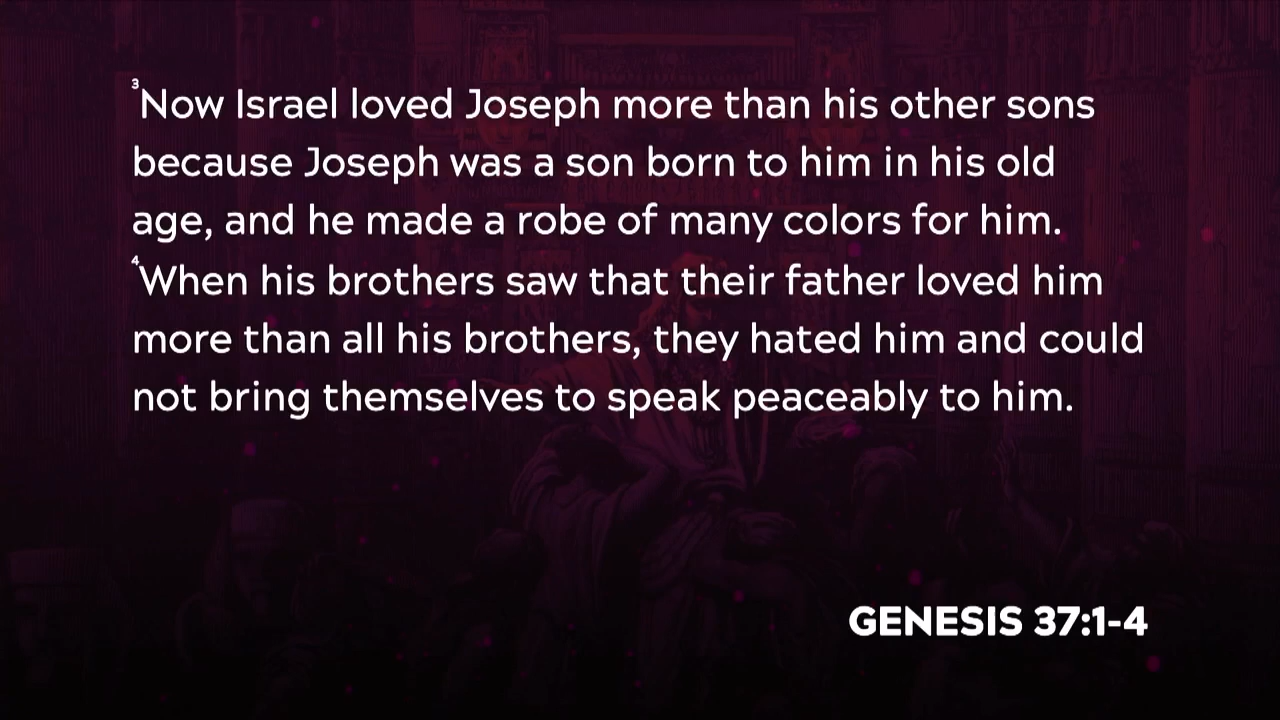 ³Now Israel loved Joseph more than his other sons
because Joseph was a son born to him in his old
age, and he made a robe of many colors for him.
⁴When his brothers saw that their father loved him
more than all his brothers, they hated him and could
not bring themselves to speak peaceably to him.
GENESIS 37:1-4